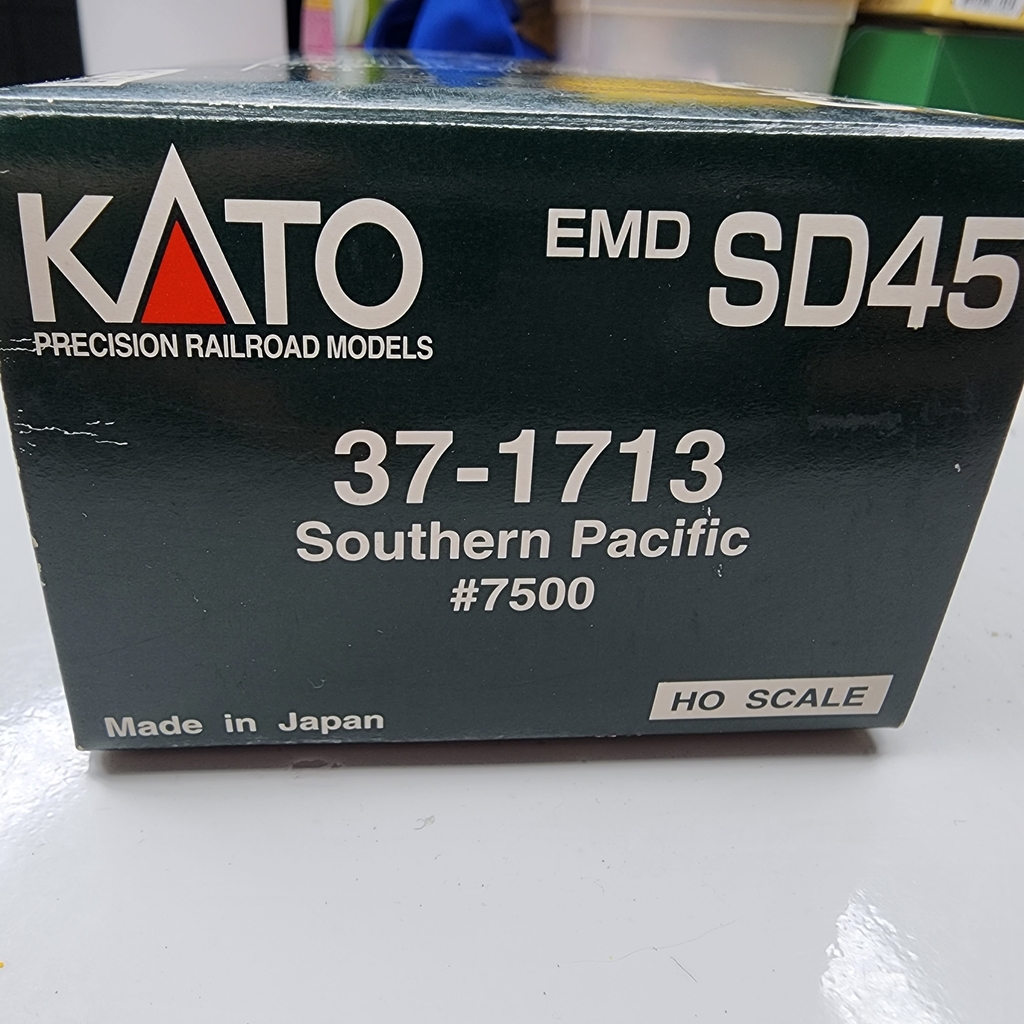 KATO
PRECISION RAILROAD MODELS
EMD SD45
37-1713
Southern Pacific
#7500
Made in Japan
HO SCALE